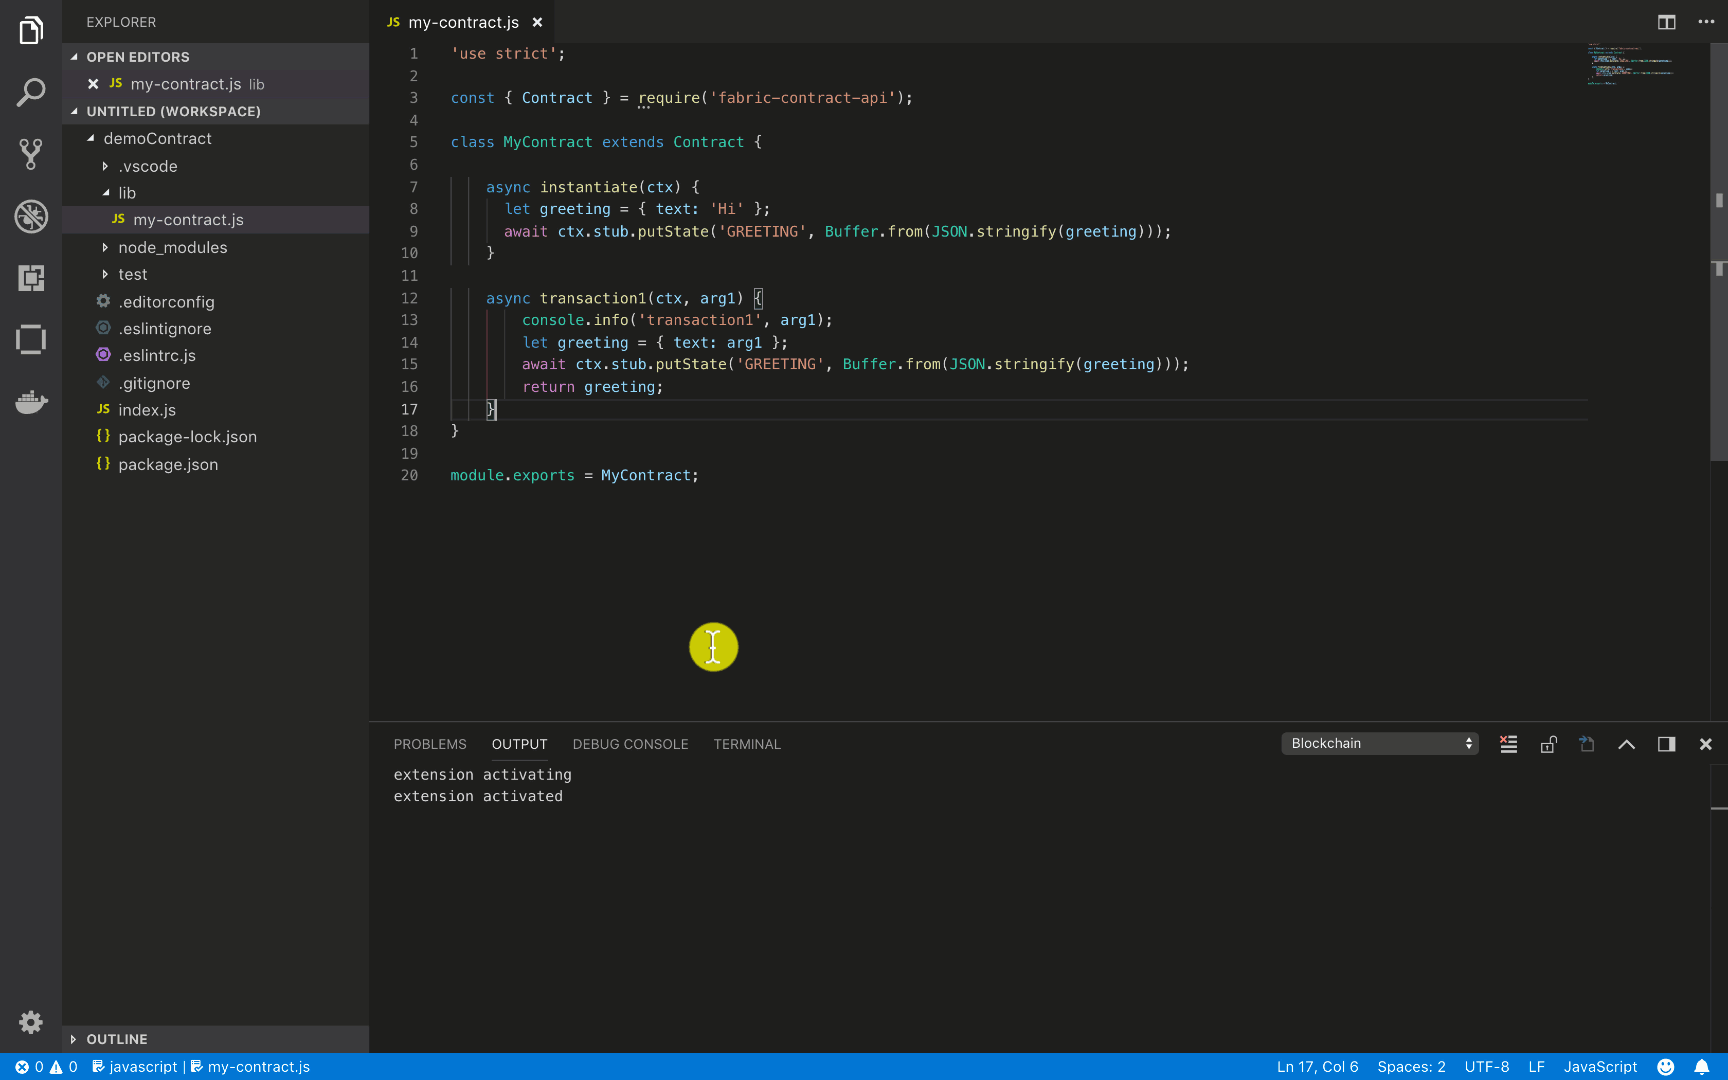 EXPLORER
OPEN EDITORS
JS my-contract.js lib
UNTITLED (WORKSPACE)
demoContract
.vscode
lib
JS my-contract.js
node_modules
test
.editorconfig
.eslintignore
.eslintrc.js
.gitignore
JS index.js
{} package-lock.json
{} package.json
OUTLINE
JS my-contract.js
1 'use strict';
2
3 const { Contract } = require('fabric-contract-api');
4
5 class MyContract extends Contract {
6
7 async instantiate(ctx) {
8 let greeting = { text: 'Hi' };
9 await ctx.stub.putState('GREETING', Buffer.from(JSON.stringify(greeting)));
10 }
11
12 async transaction1(ctx, arg1) {
13 console.info('transaction1', arg1);
14 let greeting = { text: arg1 };
15 await ctx.stub.putState('GREETING', Buffer.from(JSON.stringify(greeting)));
16 return greeting;
17 }
18 }
19
20 module.exports = MyContract;
PROBLEMS OUTPUT DEBUG CONSOLE TERMINAL Blockchain
extension activating
extension activated
0 0 javascript | my-contract.js Ln 17, Col 6 Spaces: 2 UTF-8 LF JavaScript